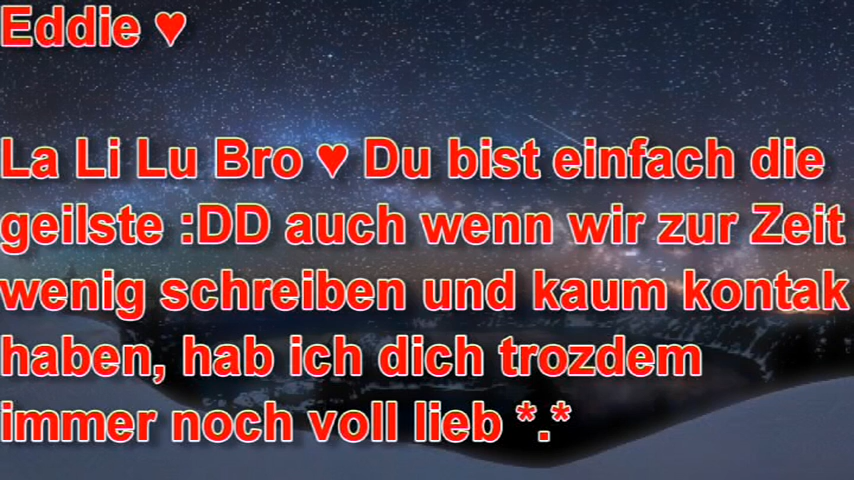 Eddie ♥
La Li Lu Bro ♥ Du bist einfach die
geilste :DD auch wenn wir zur Zeit
wenig schreiben und kaum kontak
haben, hab ich dich trozdem
immer noch voll lieb *.*